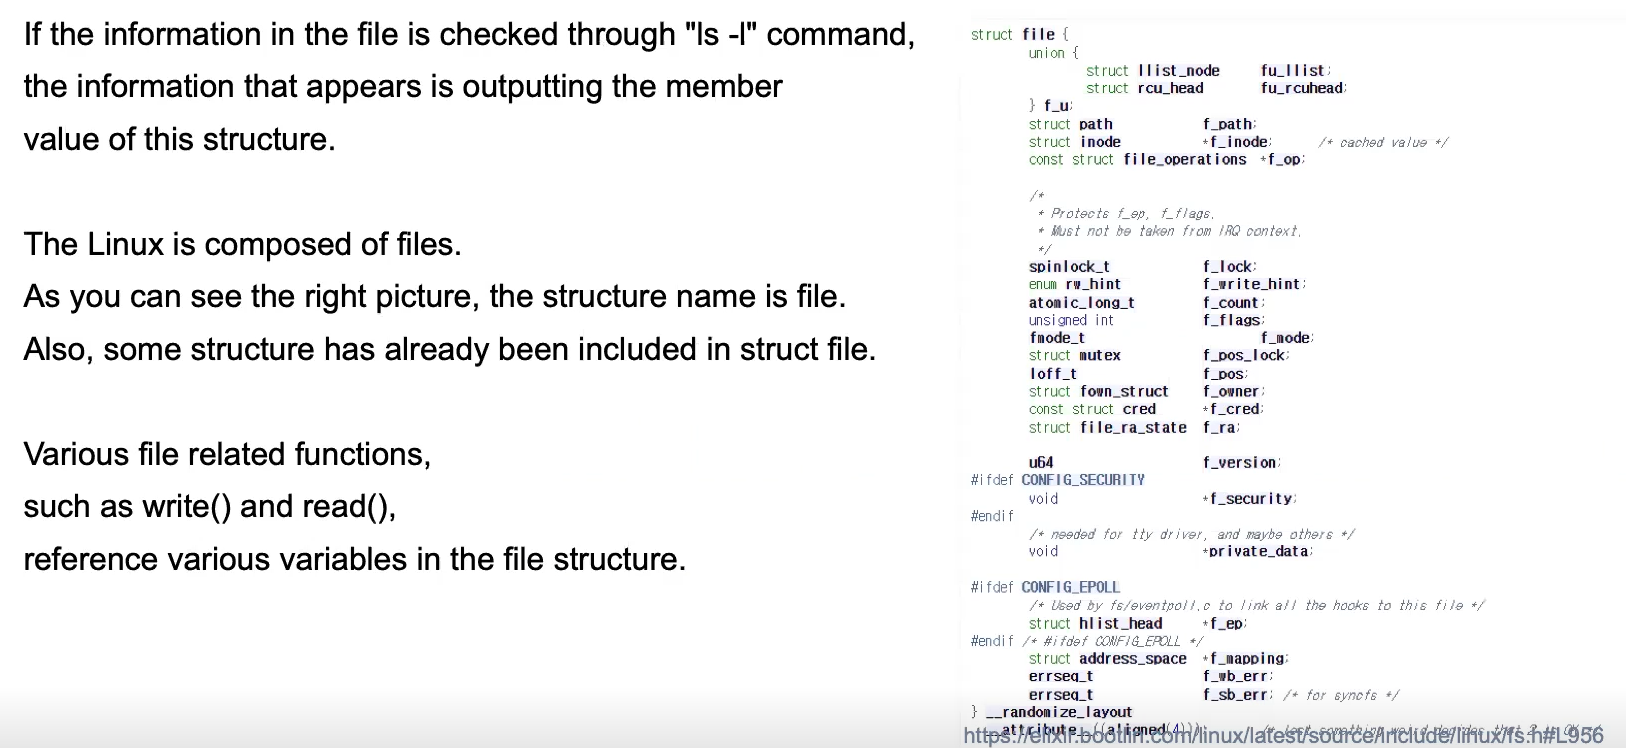 If the information in the file is checked through "ls -l" command,
the information that appears is outputting the member
value of this structure.
The Linux is composed of files.
As you can see the right picture, the structure name is file.
Also, some structure has already been included in struct file.
Various file related functions,
such as write() and read(),
reference various variables in the file structure.
struct file {
union {
struct llist_node fu_llist;
struct rcu_head fu_rcuhead;
} f_u;
struct path f_path;
struct inode *f_inode; /* cached value */
const struct file_operations *f_op;
/*
* Protects f_ep, f_flags.
* Must not be taken from IRQ context.
*/
spinlock_t f_lock;
enum rw_hint f_write_hint;
atomic_long_t f_count;
unsigned int f_flags;
fmode_t f_mode;
struct mutex f_pos_lock;
loff_t f_pos;
struct fown_struct f_owner;
const struct cred *f_cred;
struct file_ra_state f_ra;
u64 f_version;
#ifdef CONFIG_SECURITY
void *f_security;
#endif
/* needed for tty driver, and maybe others */
void *private_data;
#ifdef CONFIG_EPOLL
/* Used by fs/eventpoll.c to link all the hooks to this file */
struct hlist_head *f_ep;
#endif /* #ifdef CONFIG_EPOLL */
struct address_space *f_mapping;
errseq_t f_wb_err;
errseq_t f_sb_err; /* for syncfs */
} __randomize_layout
__attribute__((aligned(4))); /* lest something weird decides that 2 is OK */
https://elixir.bootlin.com/linux/latest/source/include/linux/fs.h#L956